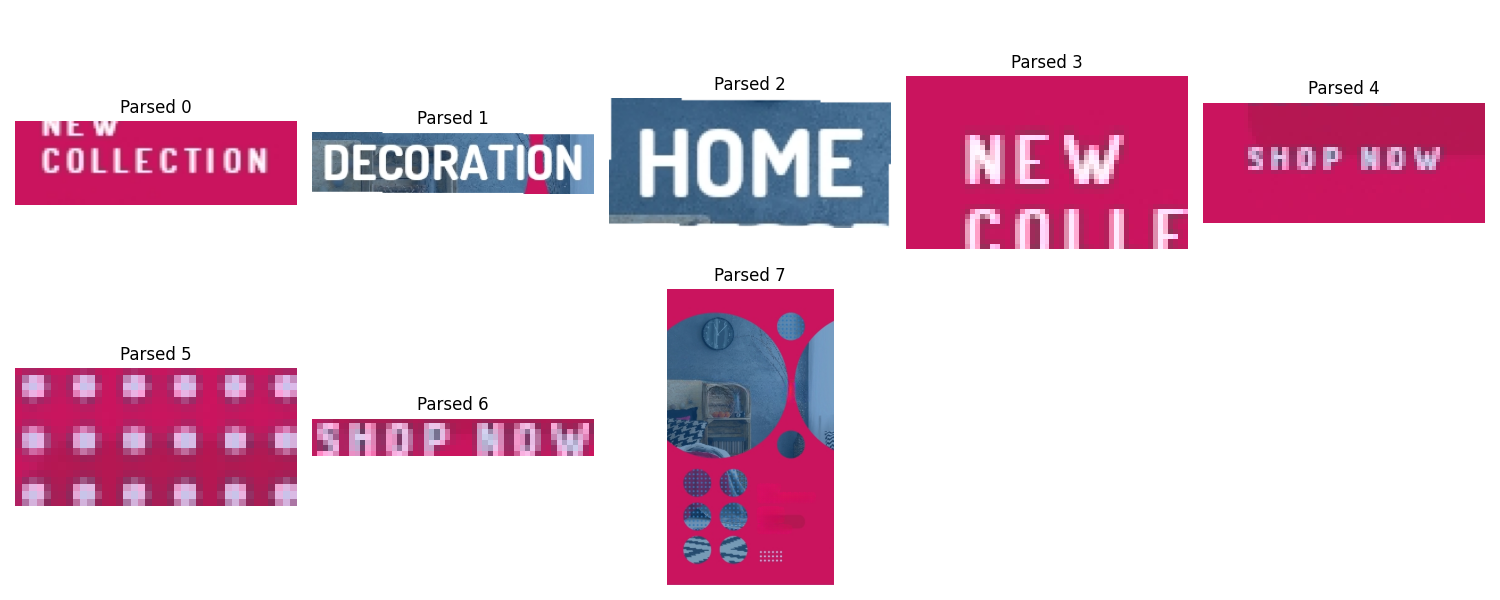 Parsed 0
NEW
COLLECTION
Parsed 1
DECORATION
Parsed 2
HOME
Parsed 3
NEW
COLLE
Parsed 4
SHOP NOW
Parsed 5
Parsed 6
SHOP NOW
Parsed 7